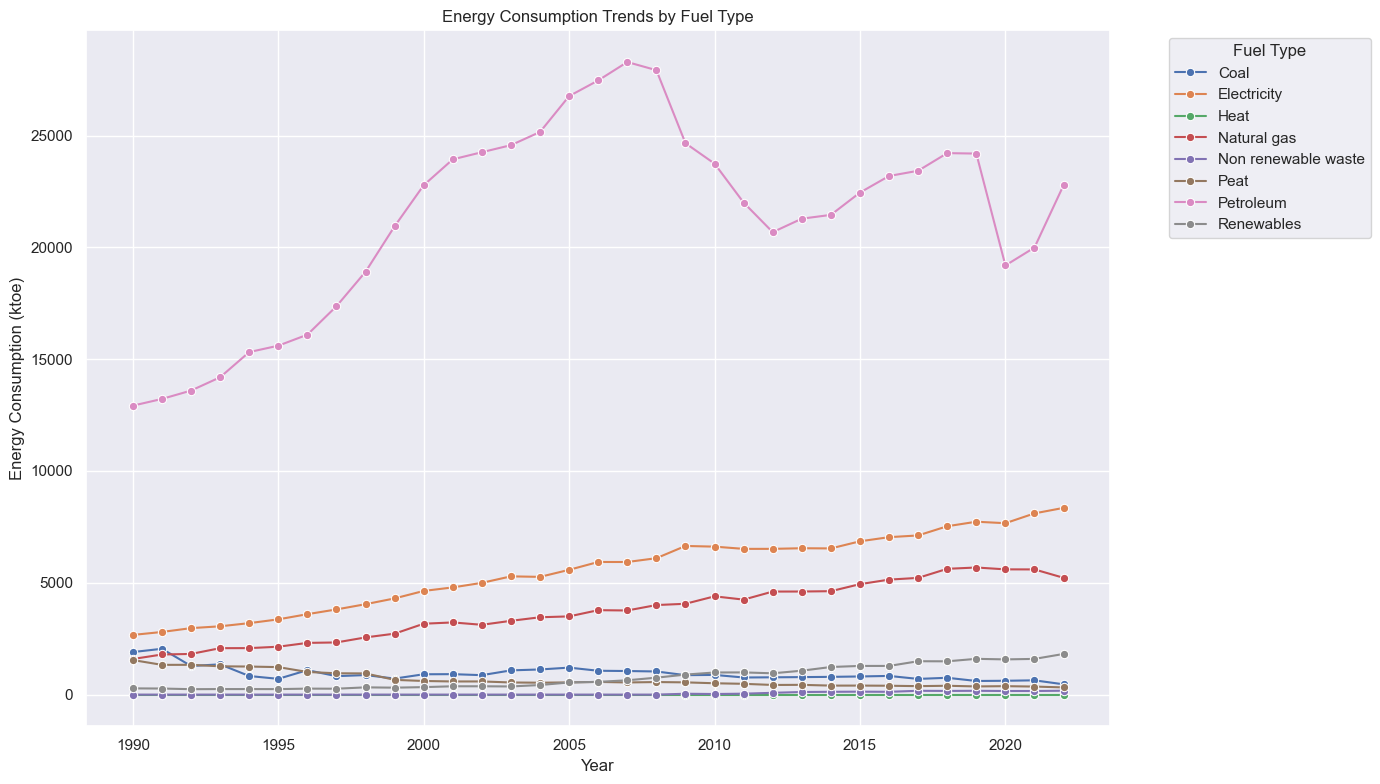 Energy Consumption Trends by Fuel Type
Fuel Type
Coal
Electricity
Heat
Natural gas
Non renewable waste
Peat
Petroleum
Renewables
Energy Consumption (ktoe)
25000
20000
15000
10000
5000
0
1990
1995
2000
2005
2010
2015
2020
Year